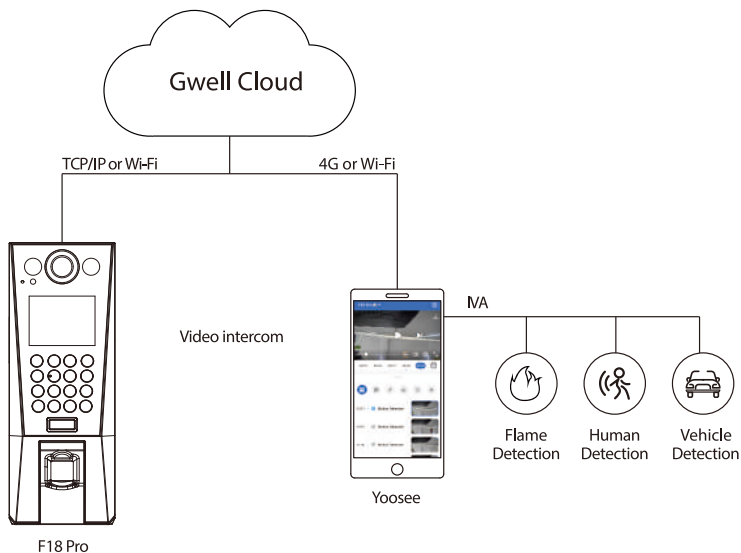 Gwell Cloud
TCP/IP or Wi-Fi
4G or Wi-Fi
Video intercom
IVA
Flame
Detection
Human
Detection
Vehicle
Detection
Yoosee
F18 Pro